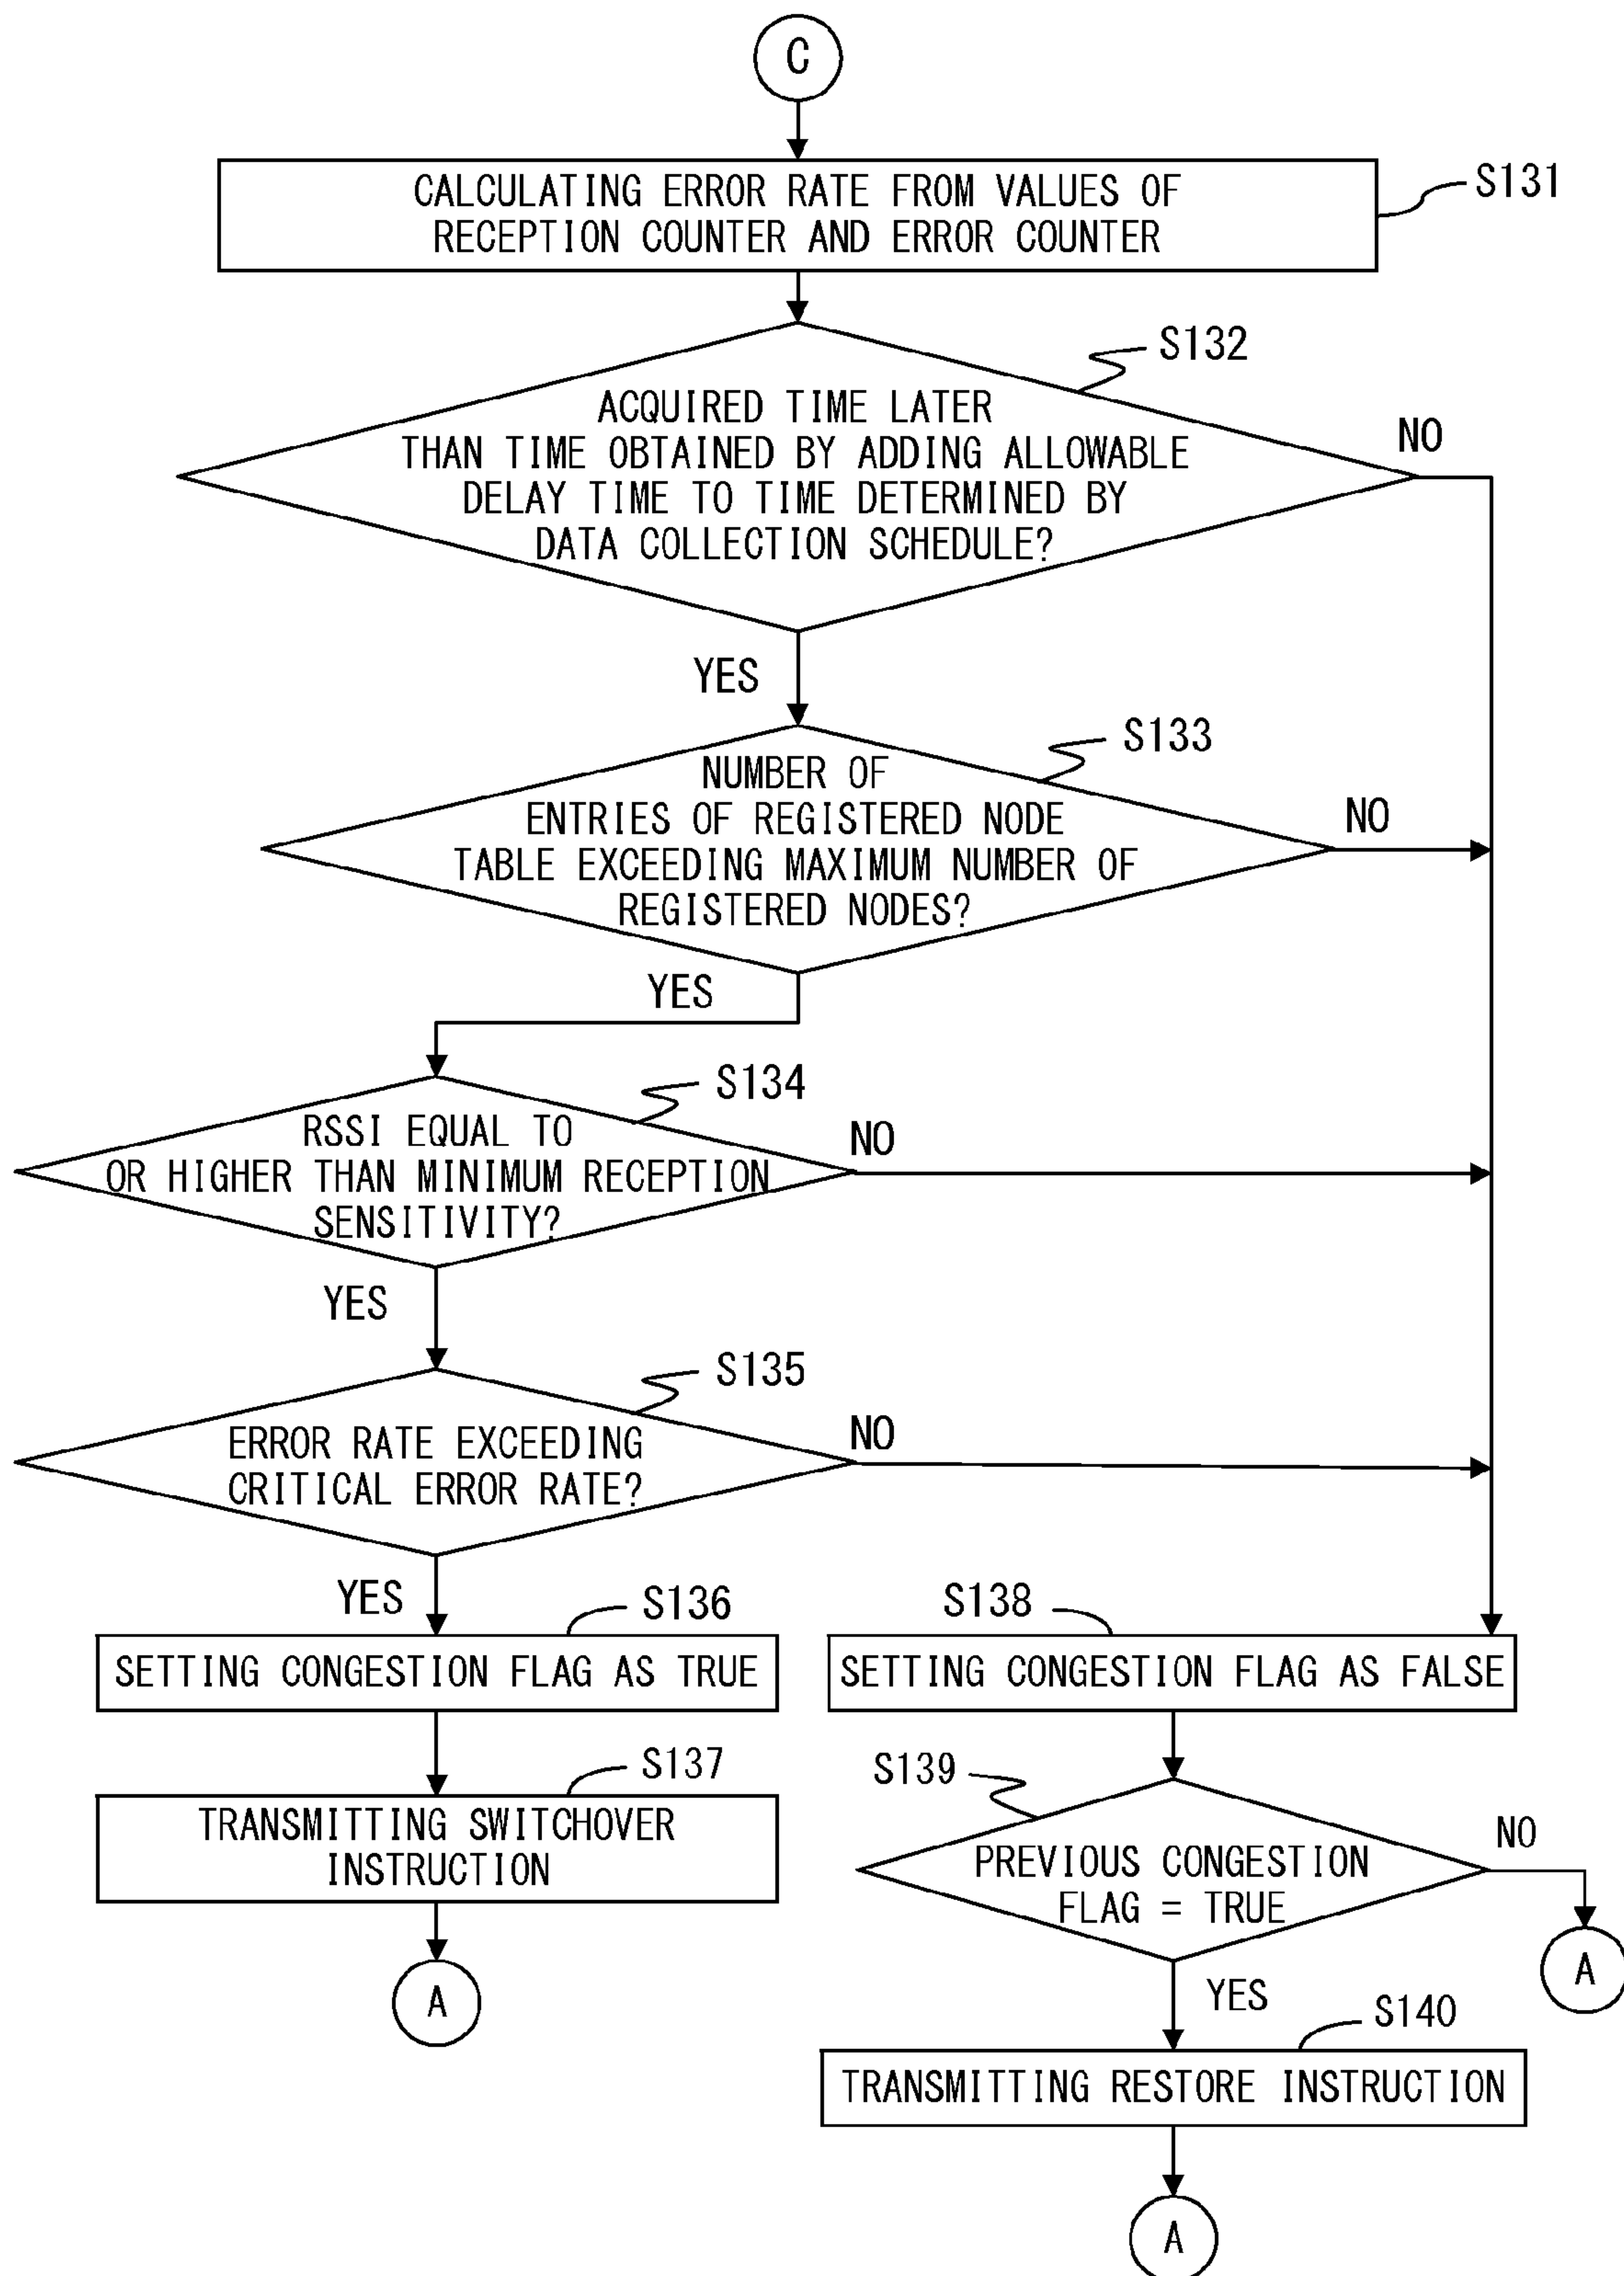 C
CALCULATING ERROR RATE FROM VALUES OF
RECEPTION COUNTER AND ERROR COUNTER
S131
S132
ACQUIRED TIME LATER
THAN TIME OBTAINED BY ADDING ALLOWABLE
DELAY TIME TO TIME DETERMINED BY
DATA COLLECTION SCHEDULE?
NO
YES
S133
NUMBER OF
ENTRIES OF REGISTERED NODE
TABLE EXCEEDING MAXIMUM NUMBER OF
REGISTERED NODES?
NO
YES
S134
RSSI EQUAL TO
OR HIGHER THAN MINIMUM RECEPTION
SENSITIVITY?
NO
YES
S135
ERROR RATE EXCEEDING
CRITICAL ERROR RATE?
NO
YES
S136
SETTING CONGESTION FLAG AS TRUE
S137
TRANSMITTING SWITCHOVER
INSTRUCTION
A
S138
SETTING CONGESTION FLAG AS FALSE
S139
PREVIOUS CONGESTION
FLAG = TRUE
NO
A
YES
S140
TRANSMITTING RESTORE INSTRUCTION
A